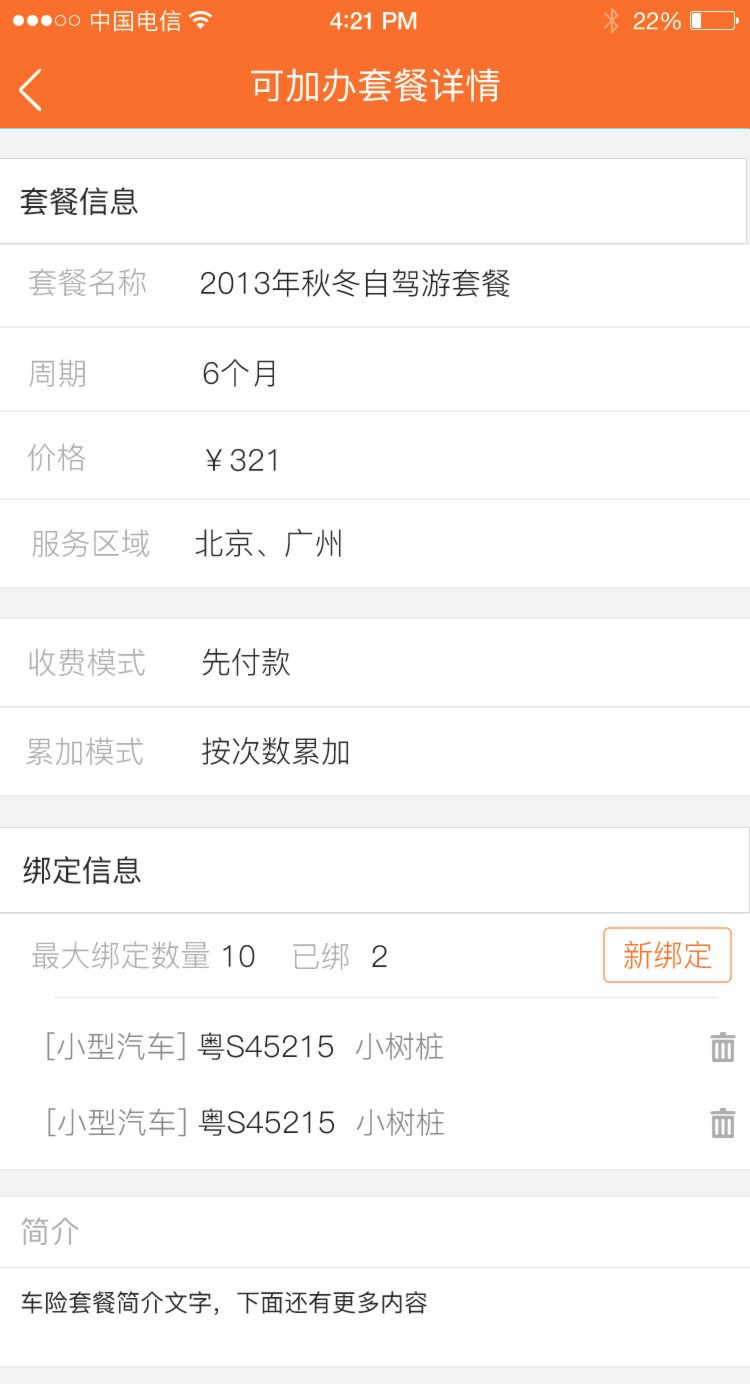 中国电信 4:21 PM 22%
可加办套餐详情
套餐信息
套餐名称 2013年秋冬自驾游套餐
周期 6个月
价格 ￥321
服务区域 北京、广州
收费模式 先付款
累加模式 按次数累加
绑定信息
最大绑定数量 10 已绑 2 新绑定
[小型汽车] 粤S45215 小树桩
[小型汽车] 粤S45215 小树桩
简介
车险套餐简介文字，下面还有更多内容